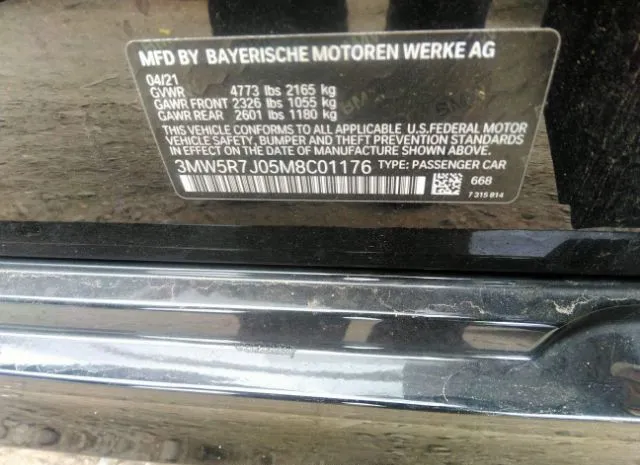 MFD BY BAYERISCHE MOTOREN WERKE AG
04/21
GVWR 4773 lbs 2165 kg
GAWR FRONT 2326 lbs 1055 kg
GAWR REAR 2601 lbs 1180 kg
THIS VEHICLE CONFORMS TO ALL APPLICABLE U.S.FEDERAL MOTOR
VEHICLE SAFETY, BUMPER AND THEFT PREVENTION STANDARDS
IN EFFECT ON THE DATE OF MANUFACTURE SHOWN ABOVE.
3MW5R7J05M8C01176 TYPE: PASSENGER CAR
668
7 315 814